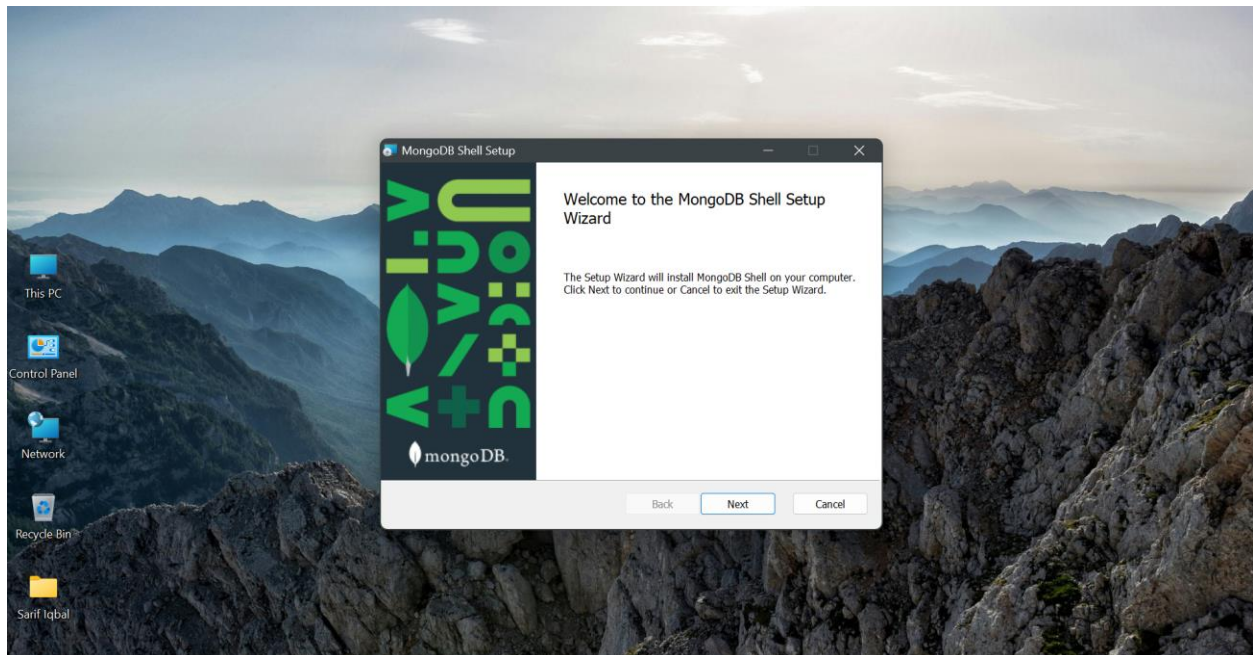 MongoDB Shell Setup
Welcome to the MongoDB Shell Setup
Wizard
The Setup Wizard will install MongoDB Shell on your computer.
Click Next to continue or Cancel to exit the Setup Wizard.
mongoDB.
Back
Next
Cancel
This PC
Control Panel
Network
Recycle Bin
Sarif Iqbal